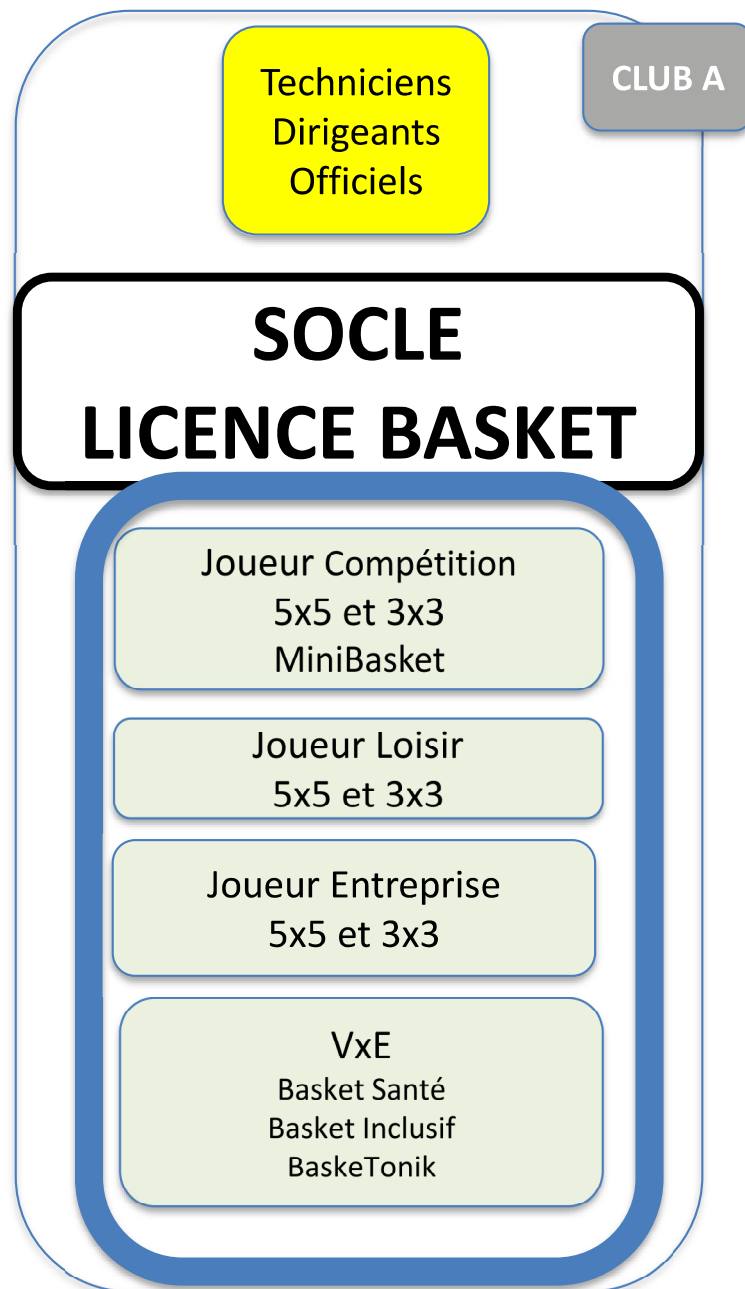 Techniciens
Dirigeants
Officiels
CLUB A
SOCLE
LICENCE BASKET
Joueur Compétition
5x5 et 3x3
MiniBasket
Joueur Loisir
5x5 et 3x3
Joueur Entreprise
5x5 et 3x3
VxE
Basket Santé
Basket Inclusif
BaskeTonik